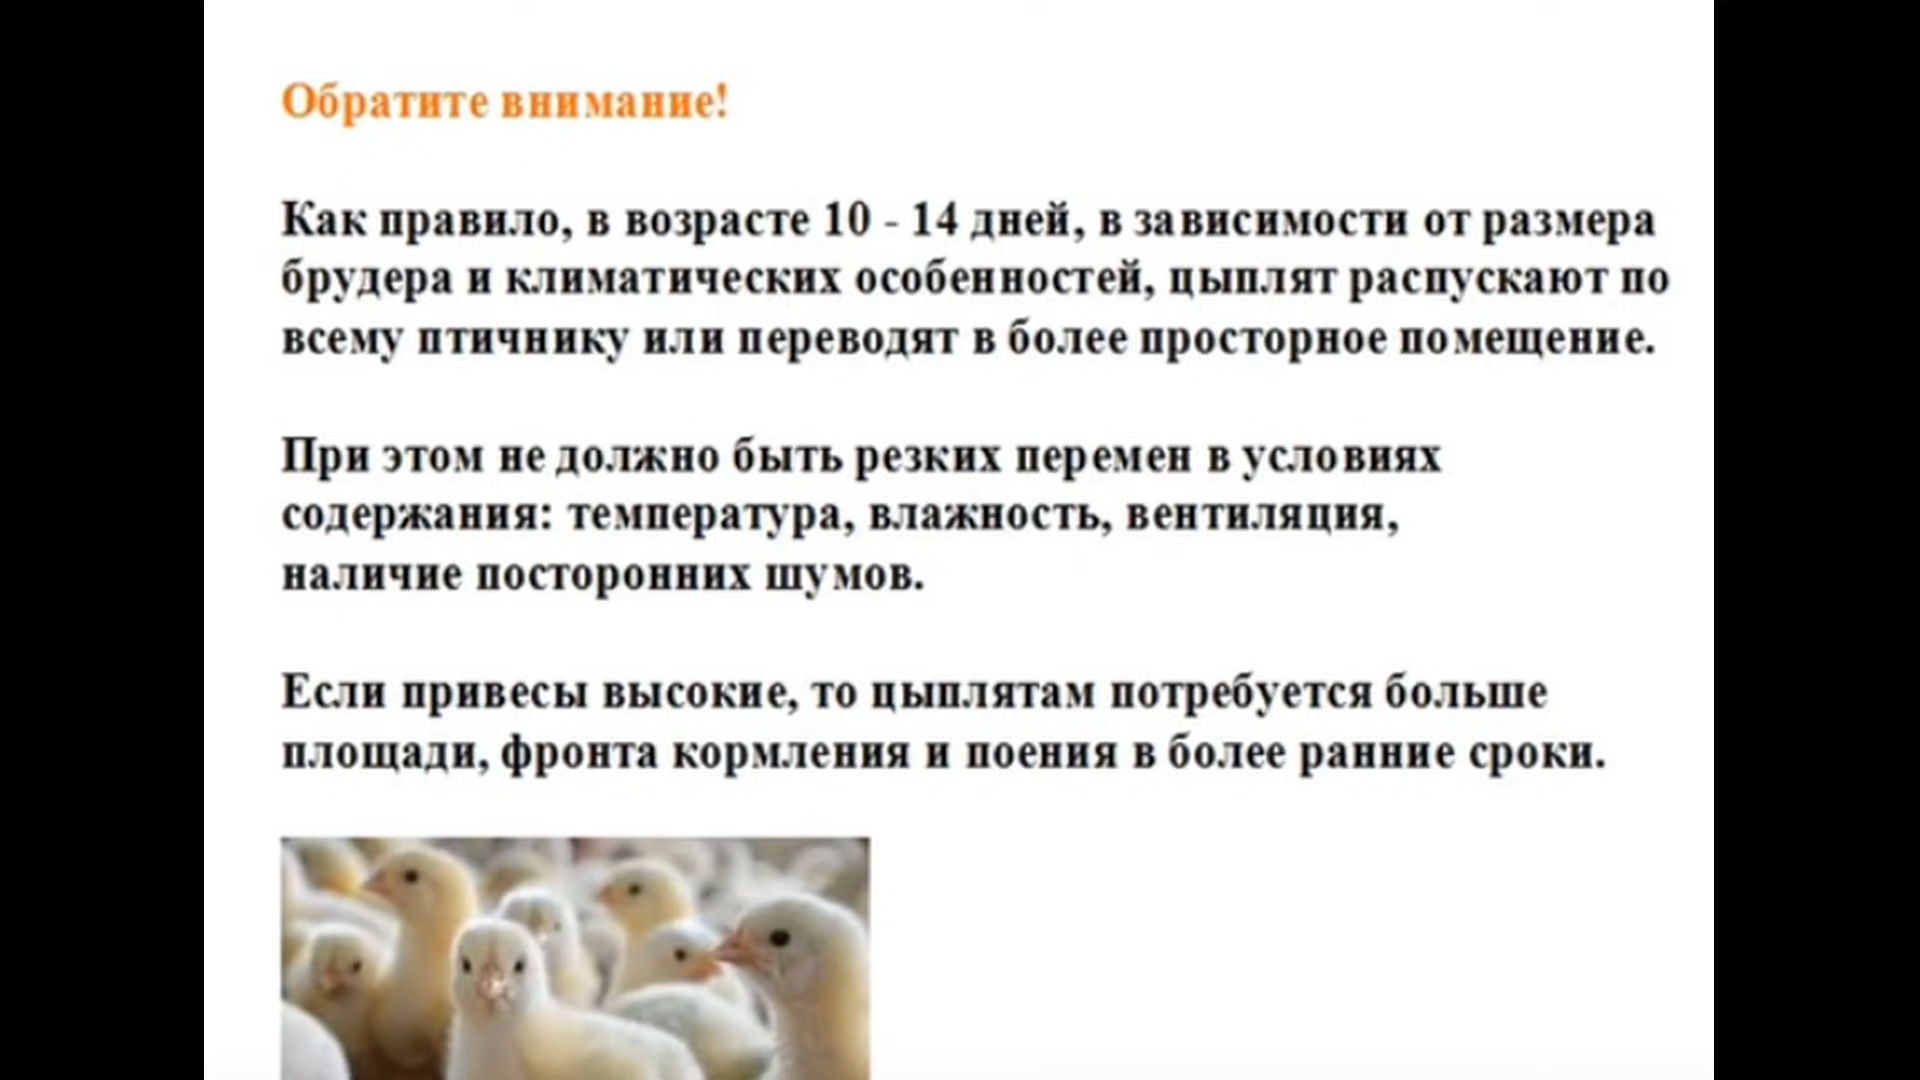 Обратите внимание!
Как правило, в возрасте 10 - 14 дней, в зависимости от размера
брудера и климатических особенностей, цыплят распускают по
всему птичнику или переводят в более просторное помещение.
При этом не должно быть резких перемен в условиях
содержания: температура, влажность, вентиляция,
наличие посторонних шумов.
Если привесы высокие, то цыплятам потребуется больше
площади, фронта кормления и поения в более ранние сроки.